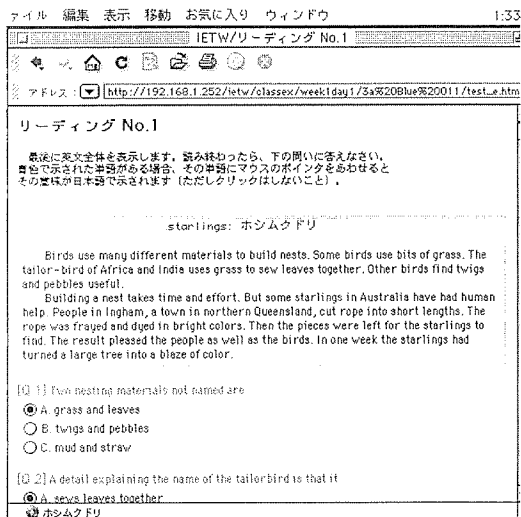 ァイル 編集 表示 移動 お気に入り ウィンドウ 1:33
IETW/リーディング No.1
アドレス: http://192.168.1.252/ietw/classex/week1day1/3a%20Blue%20011/test_e.htm
リーディング No.1
最後に英文全体を表示します。読み終わったら、下の問いに答えなさい。
青色で示された単語がある場合、その単語にマウスのポインタをあわせると
その意味が日本語で示されます(ただしクリックはしないこと)。
starlings: ホシムクドリ
Birds use many different materials to build nests. Some birds use bits of grass. The
tailor-bird of Africa and India uses grass to sew leaves together. Other birds find twigs
and pebbles useful.
Building a nest takes time and effort. But some starlings in Australia have had human
help. People in Ingham, a town in northern Queensland, cut rope into short lengths. The
rope was frayed and dyed in bright colors. Then the pieces were left for the starlings to
find. The result pleased the people as well as the birds. In one week the starlings had
turned a large tree into a blaze of color.
[Q.1] Two nesting materials not named are
A. grass and leaves
B. twigs and pebbles
C. mud and straw
[Q.2] A detail explaining the name of the tailorbird is that it
A. sews leaves together
ホシムクドリ